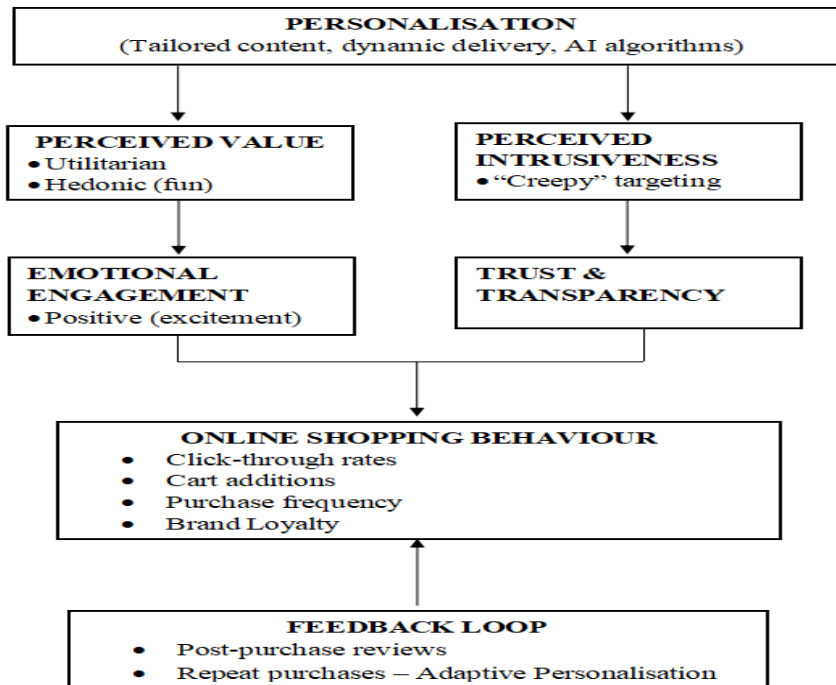 PERSONALISATION
(Tailored content, dynamic delivery, AI algorithms)
PERCEIVED VALUE
• Utilitarian
• Hedonic (fun)
PERCEIVED
INTRUSIVENESS
• “Creepy” targeting
EMOTIONAL
ENGAGEMENT
• Positive (excitement)
TRUST &
TRANSPARENCY
ONLINE SHOPPING BEHAVIOUR
• Click-through rates
• Cart additions
• Purchase frequency
• Brand Loyalty
FEEDBACK LOOP
• Post-purchase reviews
• Repeat purchases – Adaptive Personalisation